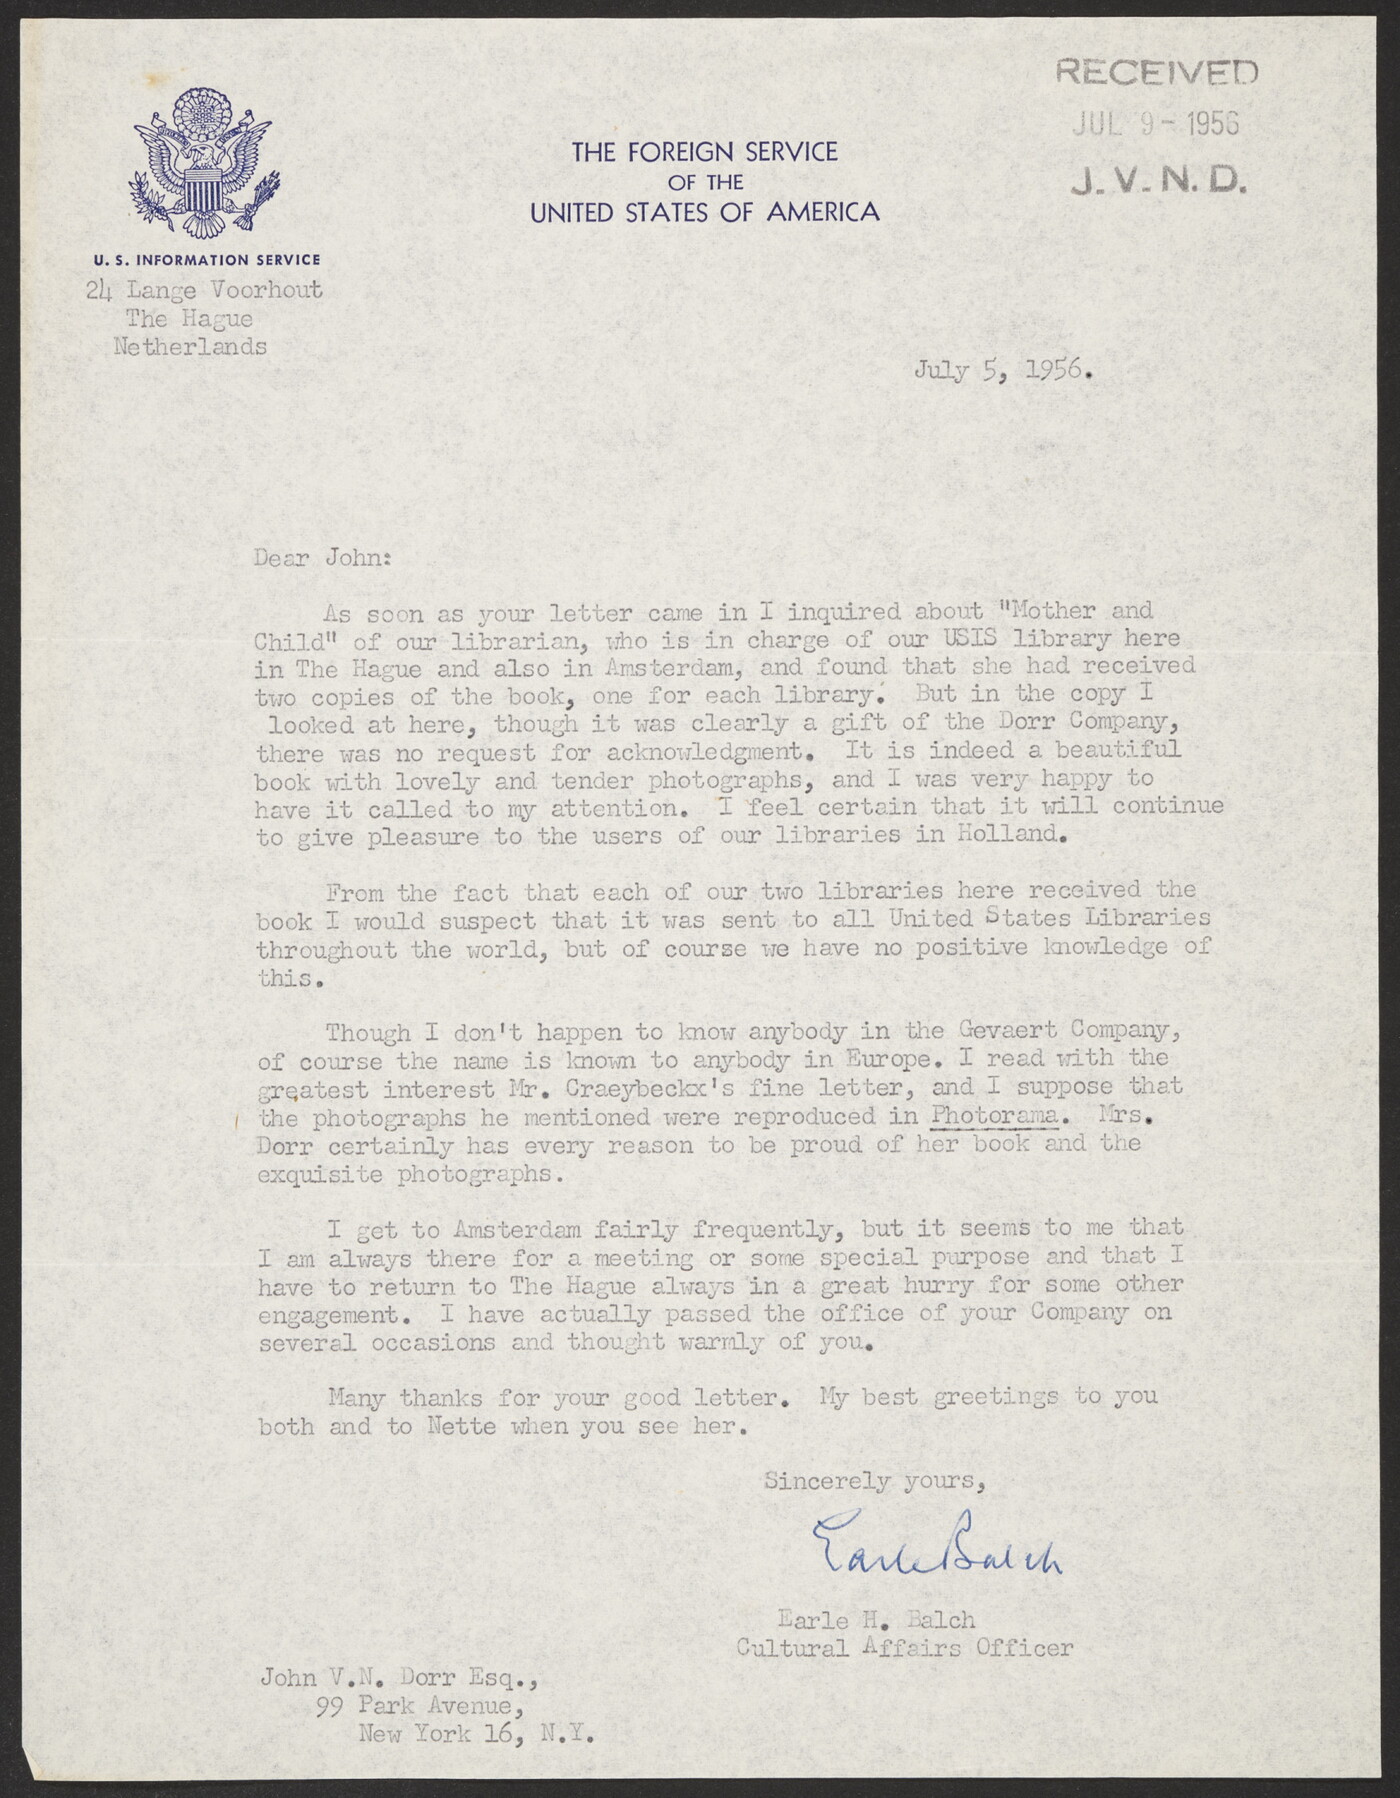 RECEIVED
JUL 9- 1956
J. V. N. D.
THE FOREIGN SERVICE
OF THE
UNITED STATES OF AMERICA
U. S. INFORMATION SERVICE
24 Lange Voorhout
The Hague
Netherlands
July 5, 1956.
Dear John:
As soon as your letter came in I inquired about "Mother and
Child" of our librarian, who is in charge of our USIS library here
in The Hague and also in Amsterdam, and found that she had received
two copies of the book, one for each library. But in the copy I
looked at here, though it was clearly a gift of the Dorr Company,
there was no request for acknowledgment. It is indeed a beautiful
book with lovely and tender photographs, and I was very happy to
have it called to my attention. I feel certain that it will continue
to give pleasure to the users of our libraries in Holland.
From the fact that each of our two libraries here received the
book I would suspect that it was sent to all United States Libraries
throughout the world, but of course we have no positive knowledge of
this.
Though I don't happen to know anybody in the Gevaert Company,
of course the name is known to anybody in Europe. I read with the
greatest interest Mr. Craeybeckx's fine letter, and I suppose that
the photographs he mentioned were reproduced in Photorama. Mrs.
Dorr certainly has every reason to be proud of her book and the
exquisite photographs.
I get to Amsterdam fairly frequently, but it seems to me that
I am always there for a meeting or some special purpose and that I
have to return to The Hague always in a great hurry for some other
engagement. I have actually passed the office of your Company on
several occasions and thought warmly of you.
Many thanks for your good letter. My best greetings to you
both and to Nette when you see her.
Sincerely yours,
Earle Balch
Earle H. Balch
Cultural Affairs Officer
John V.N. Dorr Esq.,
99 Park Avenue,
New York 16, N.Y.